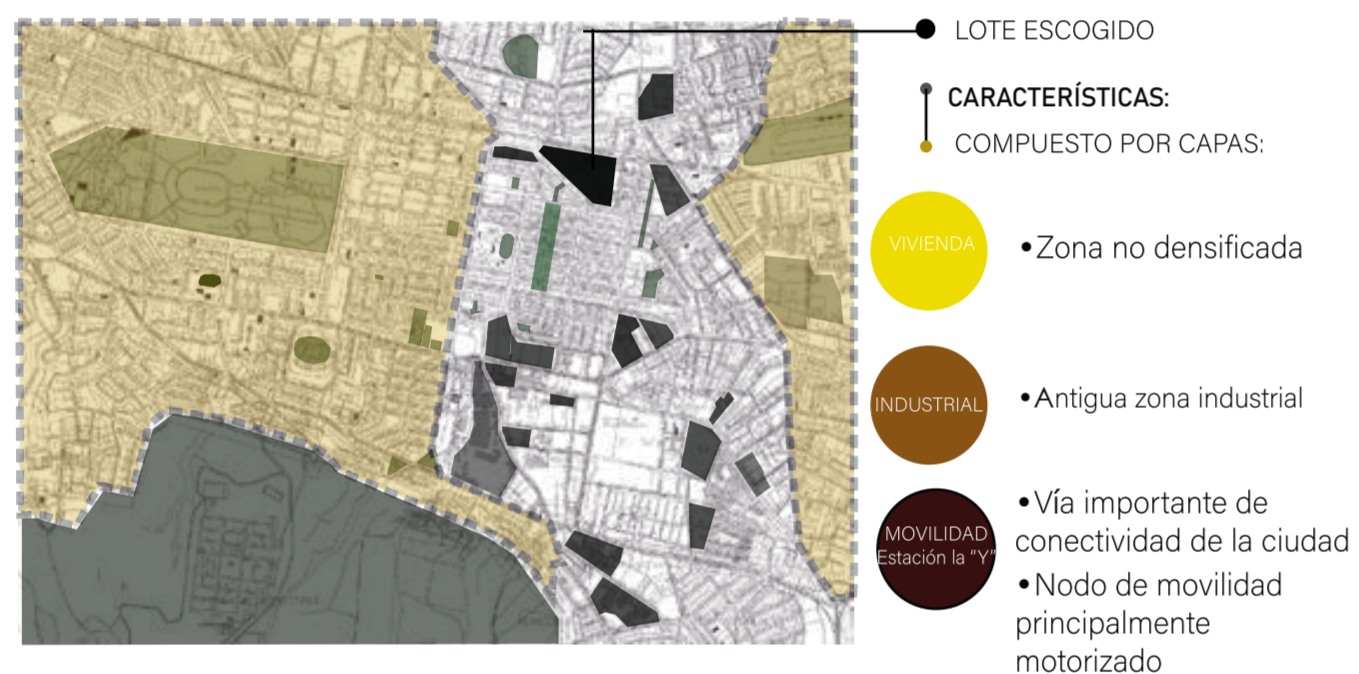 LOTE ESCOGIDO
CARACTERÍSTICAS:
COMPUESTO POR CAPAS:
VIVIENDA
•Zona no densificada
INDUSTRIAL
•Antigua zona industrial
MOVILIDAD
Estación la “Y”
•Vía importante de
conectividad de la ciudad
•Nodo de movilidad
principalmente
motorizado